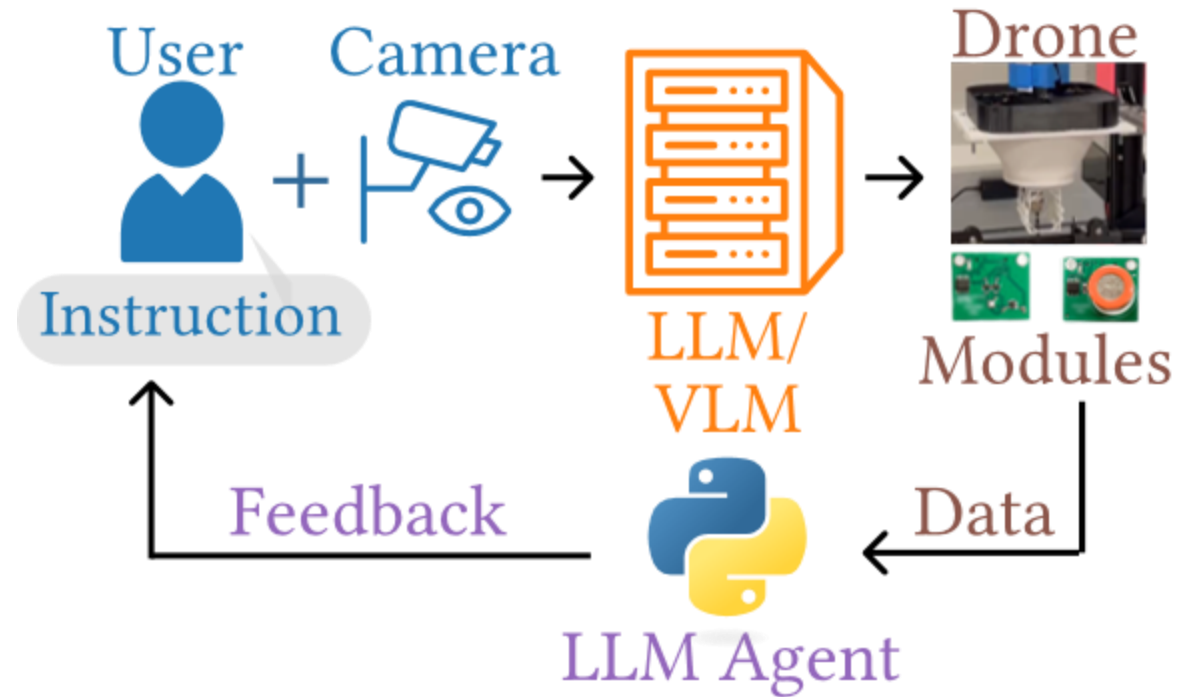 User
Camera
Drone
Instruction
LLM/
VLM
Modules
Feedback
Data
LLM Agent